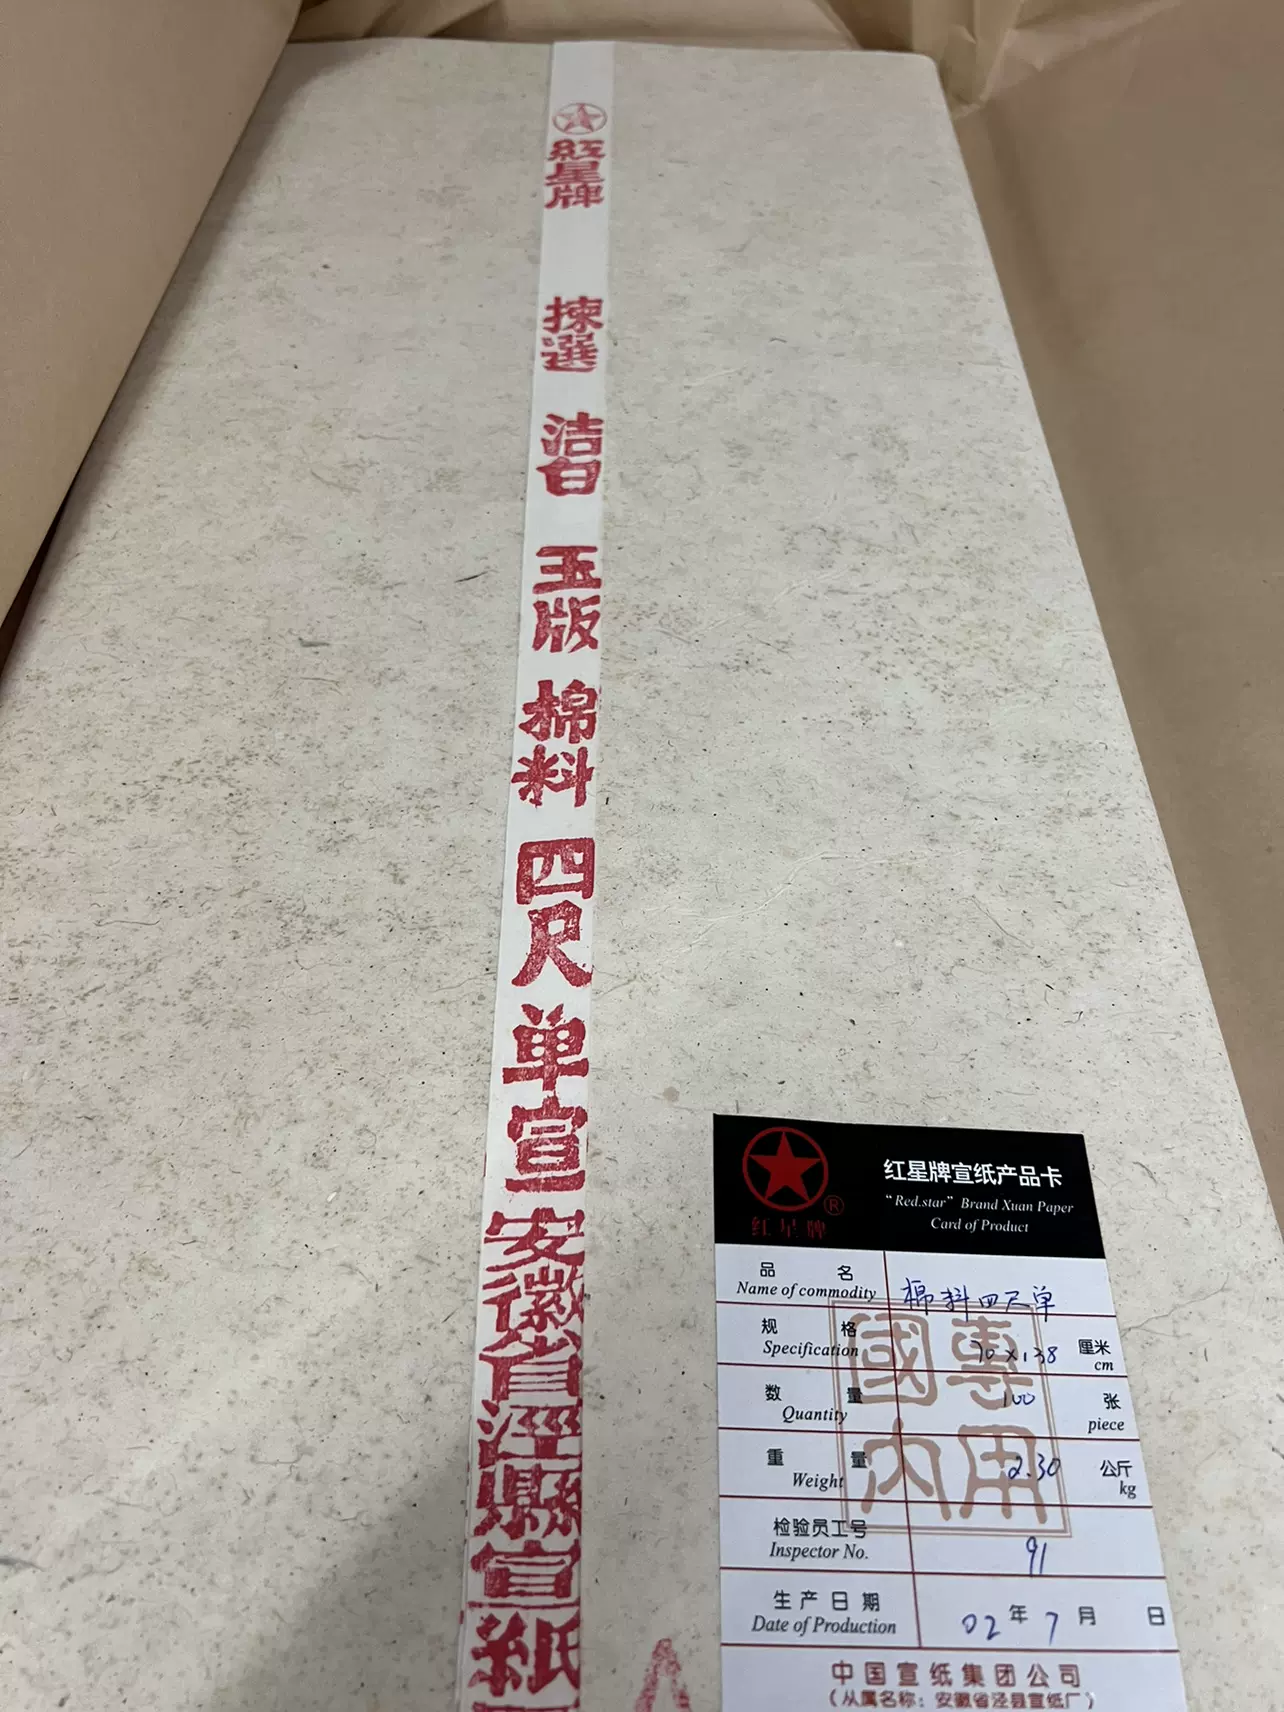 紅星牌
揀選
洁白
玉版
棉料
四尺
单宣
安徽省涇縣宣紙
红星牌
®
红星牌宣纸产品卡
“Red.star” Brand Xuan Paper
Card of Product
品 名 棉料四尺单
Name of commodity
规 格 70×138 厘米
Specification cm
数 量 100 张
Quantity piece
重 量 2.30 公斤
Weight kg
國內專用
检验员工号 91
Inspector No.
生产日期 02年7月 日
Date of Production
中国宣纸集团公司
(从属名称:安徽省泾县宣纸厂)